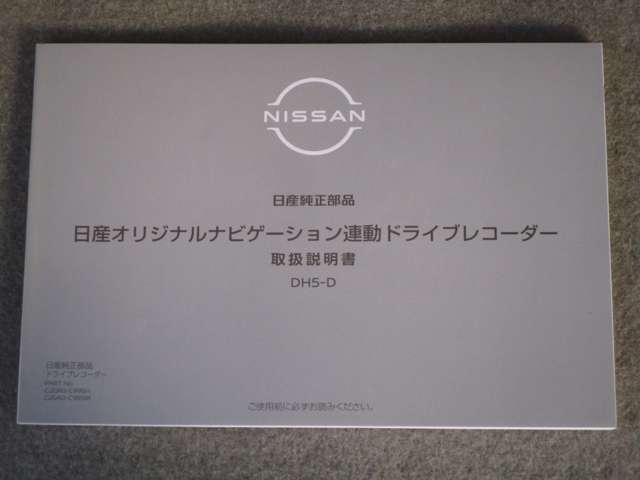 NISSAN
日産純正部品
日産オリジナルナビゲーション連動ドライブレコーダー
取扱説明書
DH5-D
日産純正部品
ドライブレコーダー
PART No
ご使用前に必ずお読みください。